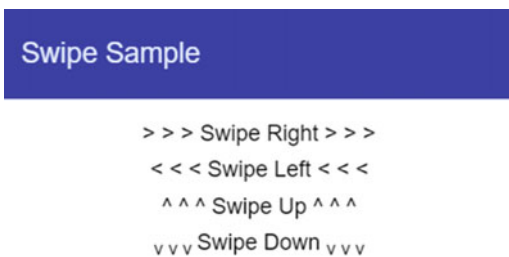 Swipe Sample
> > > Swipe Right > > >
< < < Swipe Left < < <
^ ^ ^ Swipe Up ^ ^ ^
v v v Swipe Down v v v